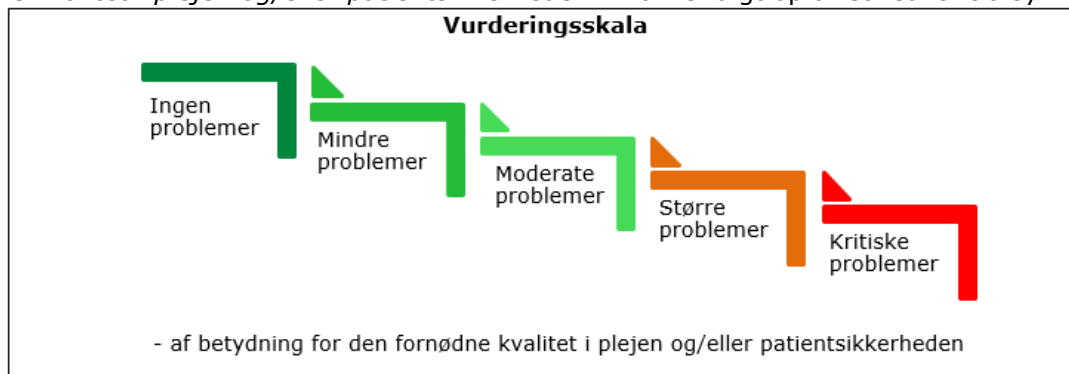 Vurderingsskala
Ingen
problemer
Mindre
problemer
Moderate
problemer
Større
problemer
Kritiske
problemer
- af betydning for den fornødne kvalitet i plejen og/eller patientsikkerheden